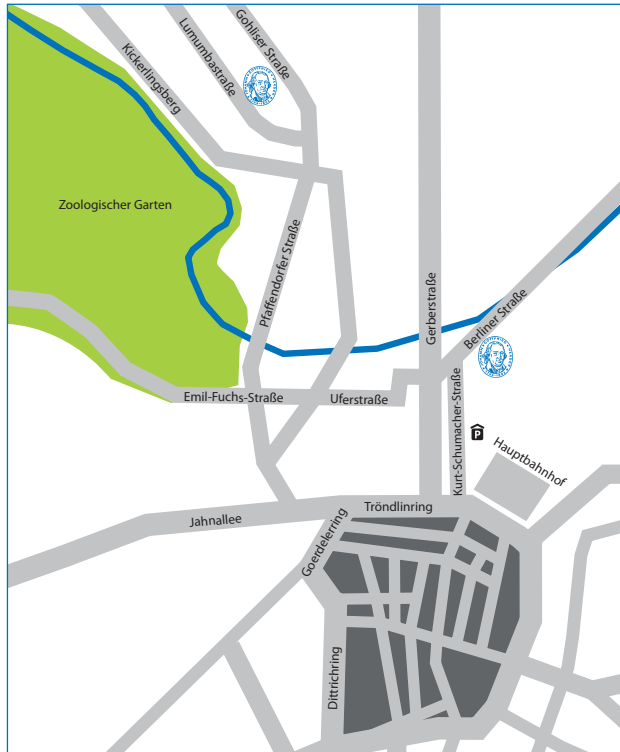 Gohliser Straße
Lumumbastraße
Kickerlingsberg
Zoologischer Garten
Pfaffendorfer Straße
Gerberstraße
Berliner Straße
Emil-Fuchs-Straße
Uferstraße
Kurt-Schumacher-Straße
P
Hauptbahnhof
Jahnallee
Tröndlinring
Goerdelerring
Dittrichring